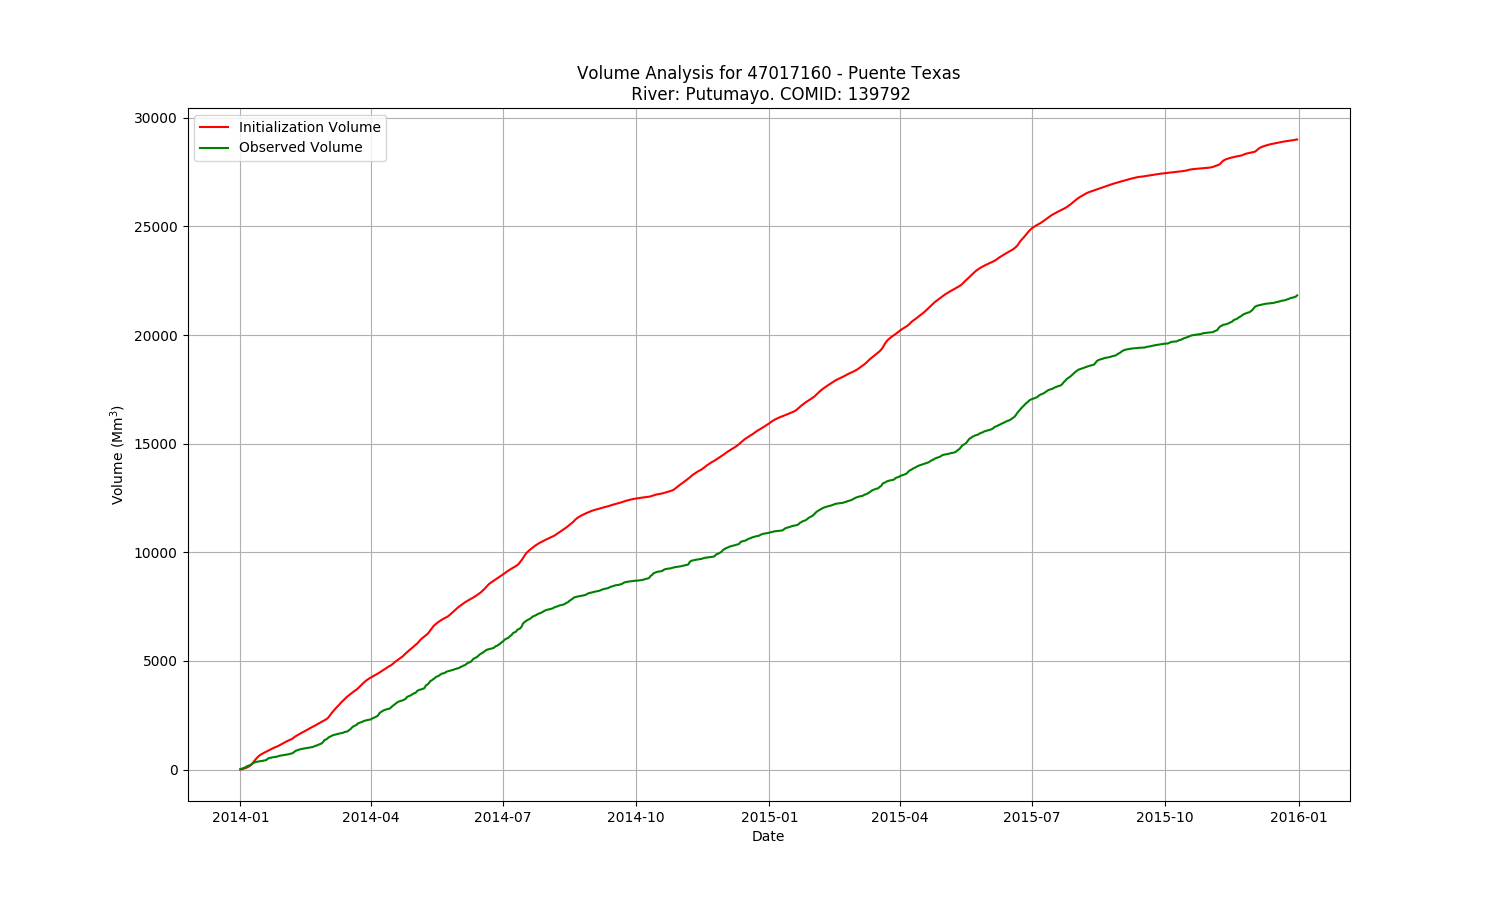 Volume Analysis for 47017160 - Puente Texas
River: Putumayo. COMID: 139792
Initialization Volume
Observed Volume
30000
25000
20000
15000
10000
5000
0
Volume (Mm³)
2014-01 2014-04 2014-07 2014-10 2015-01 2015-04 2015-07 2015-10 2016-01
Date